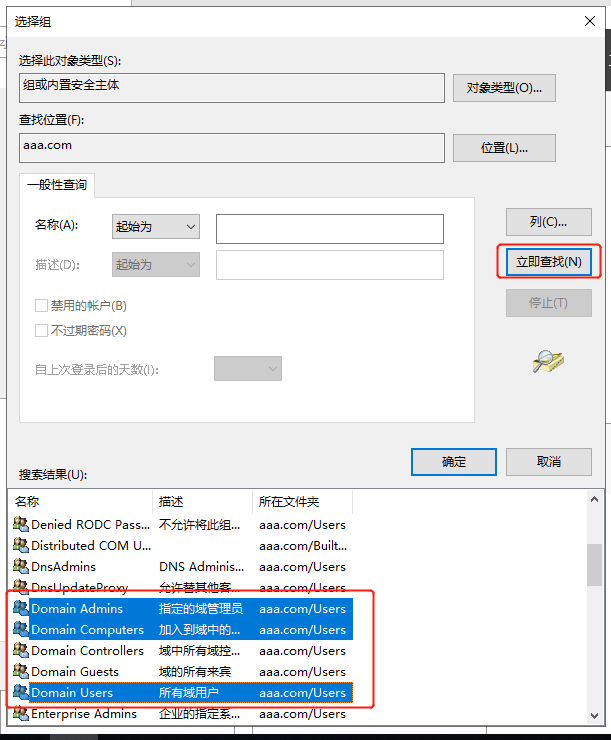 选择组
选择此对象类型(S):
组或内置安全主体
对象类型(O)...
查找位置(F):
aaa.com
位置(L)...
一般性查询
名称(A):
起始为
列(C)...
描述(D):
起始为
立即查找(N)
禁用的帐户(B)
停止(T)
不过期密码(X)
自上次登录后的天数(I):
确定
取消
搜索结果(U):
名称 描述 所在文件夹
Denied RODC Pass... 不允许将此组... aaa.com/Users
Distributed COM U... aaa.com/Built...
DnsAdmins DNS Adminis... aaa.com/Users
DnsUpdateProxy 允许替其他客... aaa.com/Users
Domain Admins 指定的域管理员 aaa.com/Users
Domain Computers 加入到域中的... aaa.com/Users
Domain Controllers 域中所有域控... aaa.com/Users
Domain Guests 域的所有来宾 aaa.com/Users
Domain Users 所有域用户 aaa.com/Users
Enterprise Admins 企业的指定系... aaa.com/Users